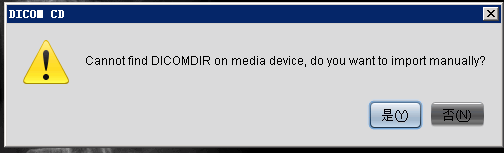 DICOM CD
Cannot find DICOMDIR on media device, do you want to import manually?
是(Y) 否(N)